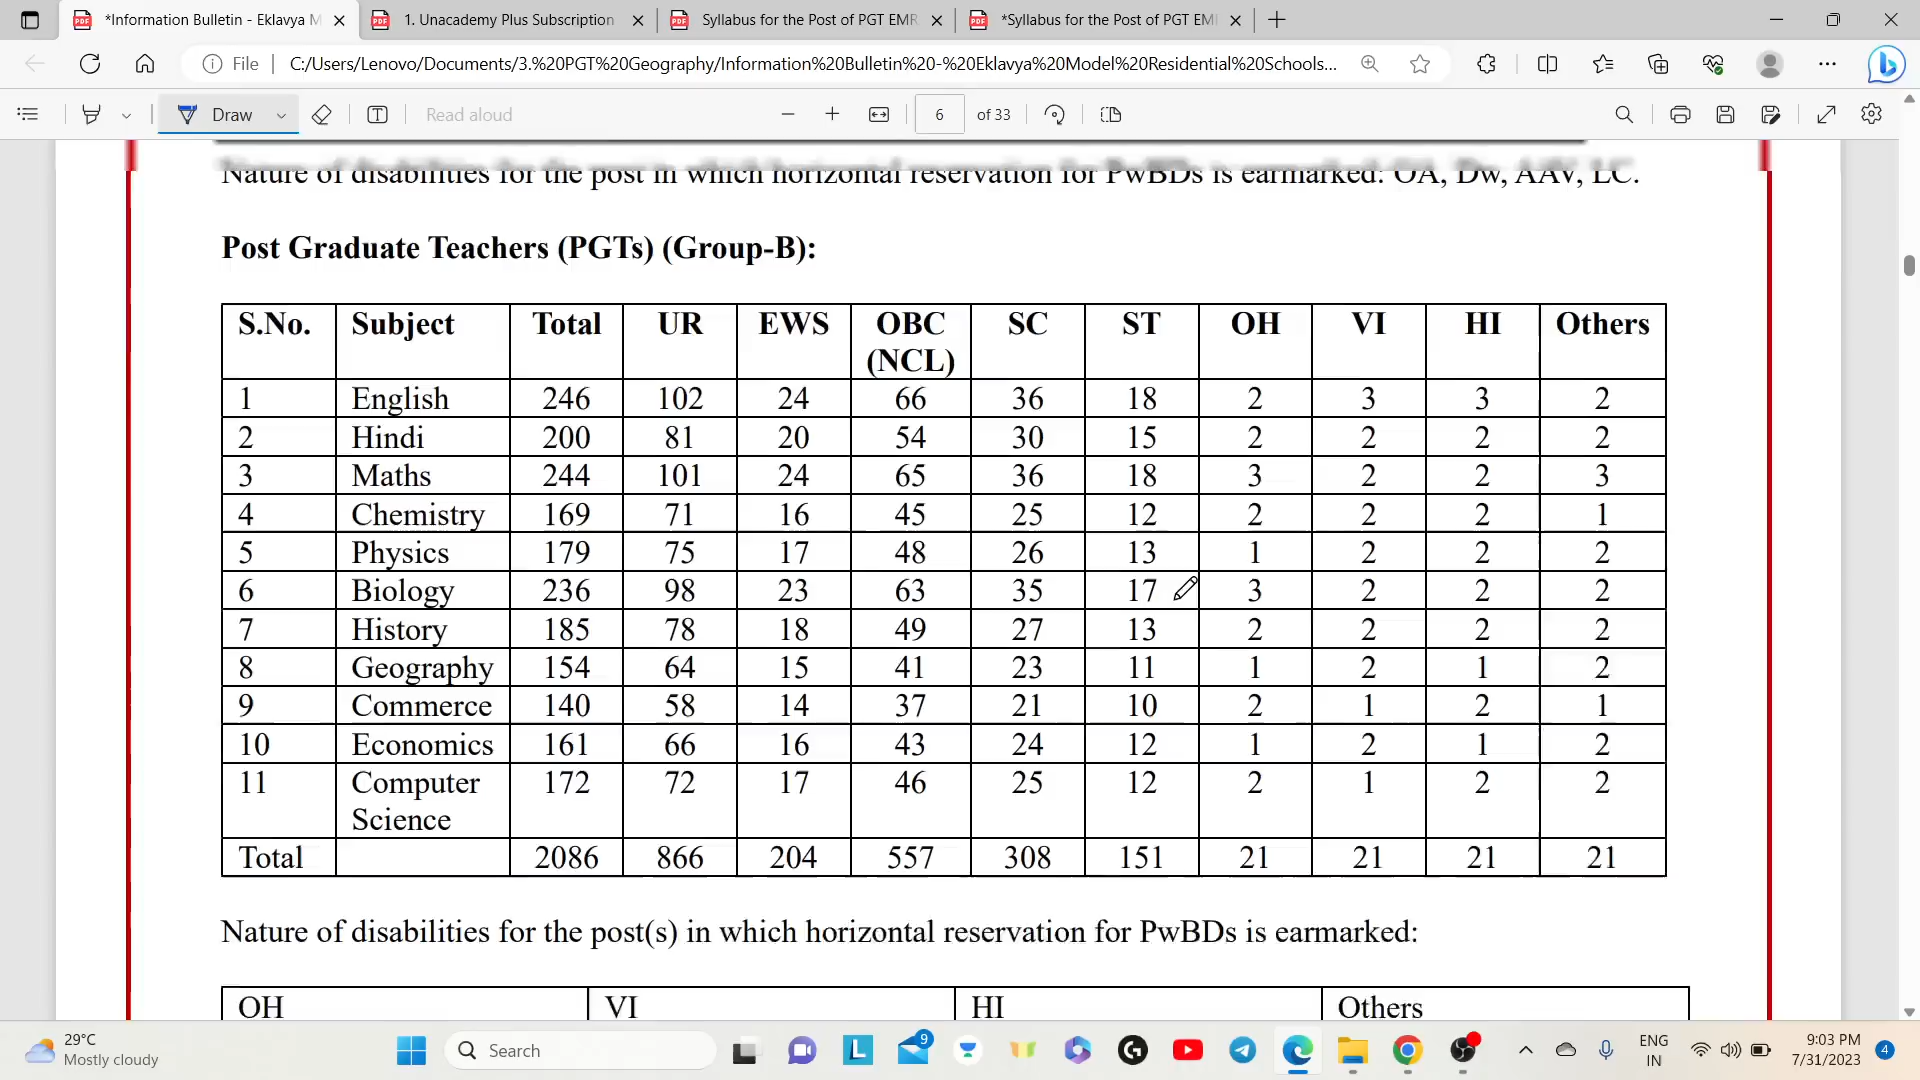 *Information Bulletin - Eklavya M
1. Unacademy Plus Subscription
Syllabus for the Post of PGT EMR
*Syllabus for the Post of PGT EM
File
C:/Users/Lenovo/Documents/3.%20PGT%20Geography/Information%20Bulletin%20-%20Eklavya%20Model%20Residential%20Schools...
Draw
Read aloud
6 of 33
Nature of disabilities for the post in which horizontal reservation for PwBDs is earmarked: OA, Dw, AAV, LC.
Post Graduate Teachers (PGTs) (Group-B):
S.No. Subject Total UR EWS OBC (NCL) SC ST OH VI HI Others
1 English 246 102 24 66 36 18 2 3 3 2
2 Hindi 200 81 20 54 30 15 2 2 2 2
3 Maths 244 101 24 65 36 18 3 2 2 3
4 Chemistry 169 71 16 45 25 12 2 2 2 1
5 Physics 179 75 17 48 26 13 1 2 2 2
6 Biology 236 98 23 63 35 17 3 2 2 2
7 History 185 78 18 49 27 13 2 2 2 2
8 Geography 154 64 15 41 23 11 1 2 1 2
9 Commerce 140 58 14 37 21 10 2 1 2 1
10 Economics 161 66 16 43 24 12 1 2 1 2
11 Computer Science 172 72 17 46 25 12 2 1 2 2
Total 2086 866 204 557 308 151 21 21 21 21
Nature of disabilities for the post(s) in which horizontal reservation for PwBDs is earmarked:
OH VI HI Others
29°C
Mostly cloudy
Search
9
ENG
IN
9:03 PM
7/31/2023
4